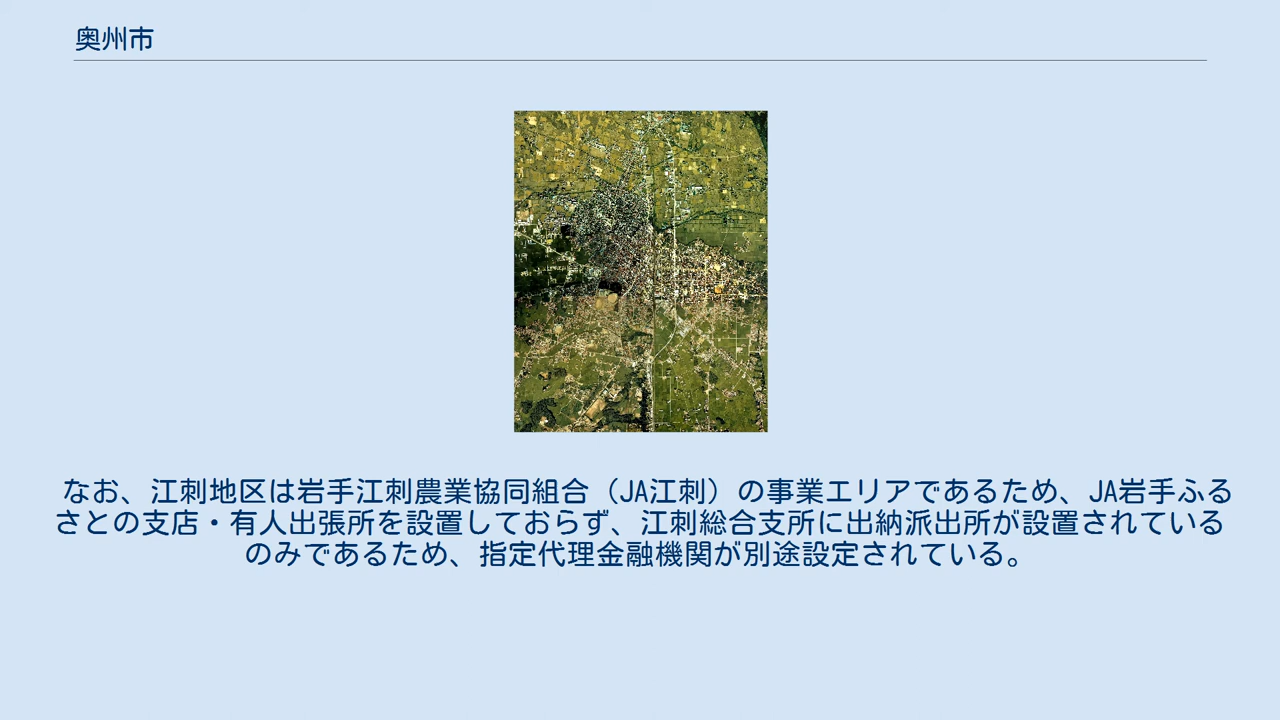 奥州市
なお、江刺地区は岩手江刺農業協同組合（JA江刺）の事業エリアであるため、JA岩手ふる
さとの支店・有人出張所を設置しておらず、江刺総合支所に出納派出所が設置されている
のみであるため、指定代理金融機関が別途設定されている。